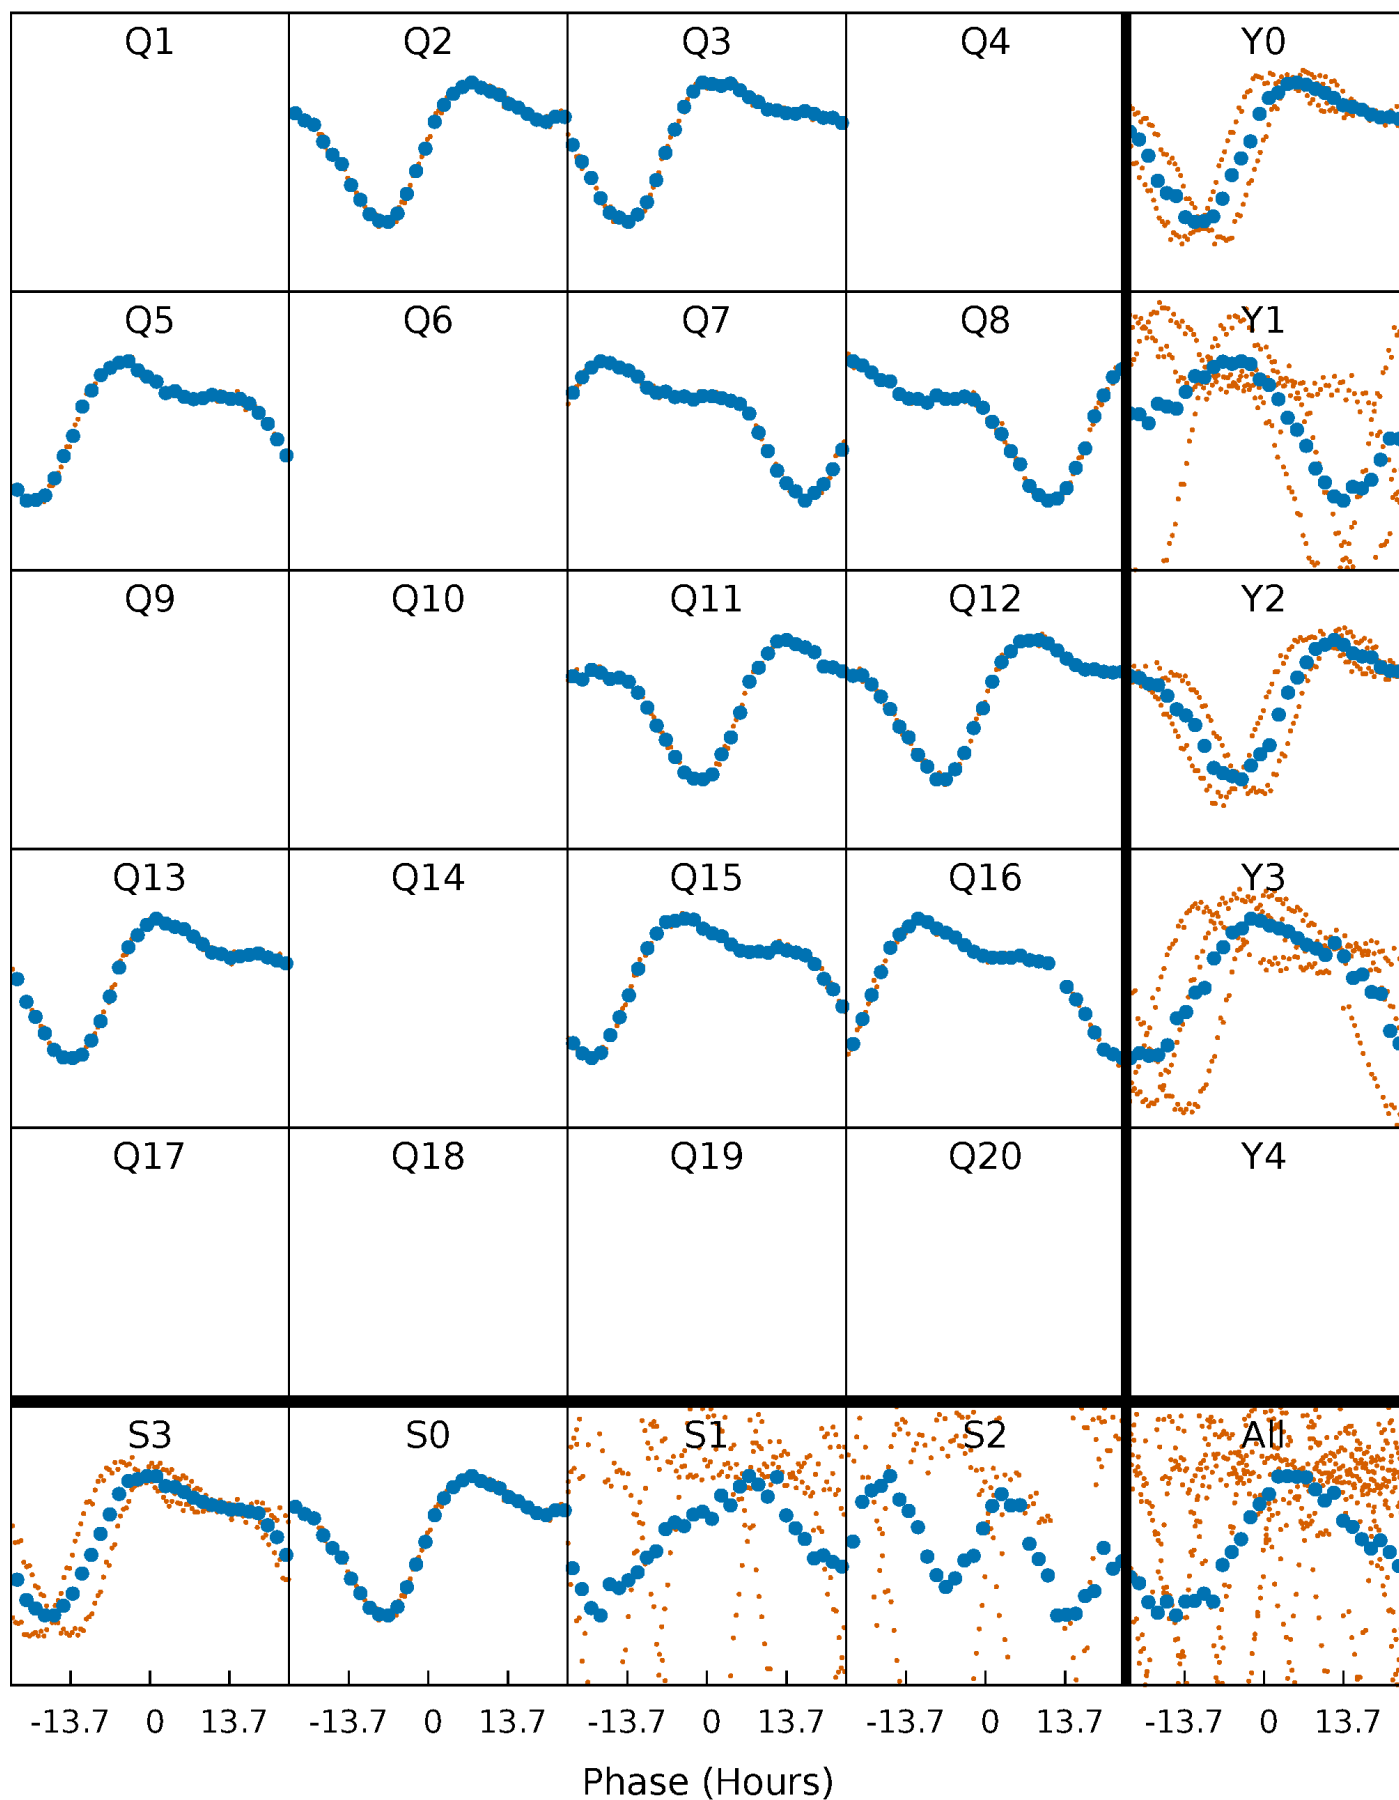 Q1 Q2 Q3 Q4 Y0
Q5 Q6 Q7 Q8 Y1
Q9 Q10 Q11 Q12 Y2
Q13 Q14 Q15 Q16 Y3
Q17 Q18 Q19 Q20 Y4
S3 S0 S1 S2 All
-13.7 0 13.7 -13.7 0 13.7 -13.7 0 13.7 -13.7 0 13.7 -13.7 0 13.7
Phase (Hours)